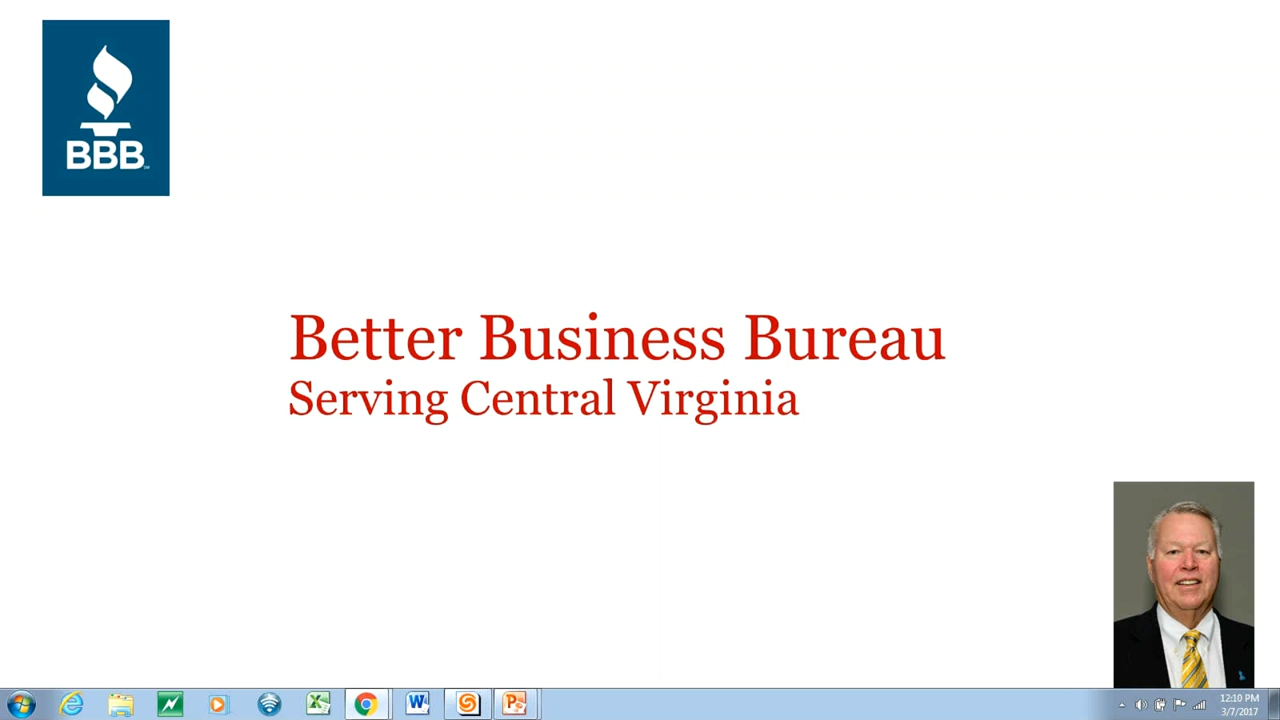 BBB
Better Business Bureau
Serving Central Virginia
12:10 PM
3/7/2017